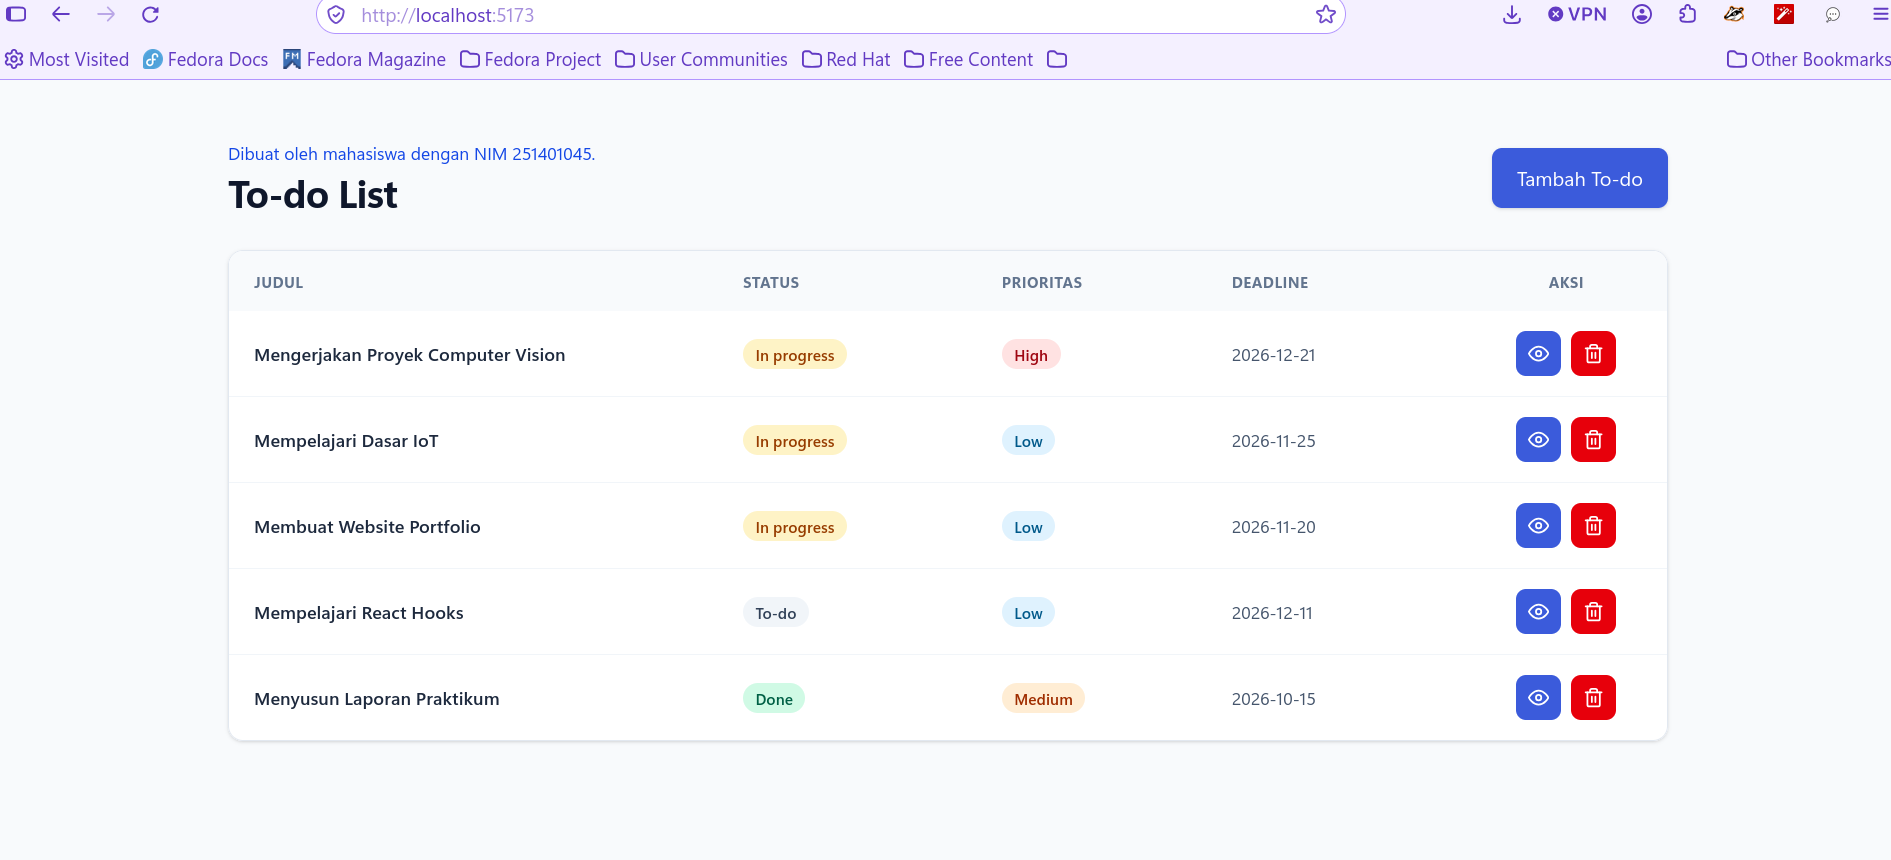 http://localhost:5173
VPN
Most Visited Fedora Docs FM Fedora Magazine Fedora Project User Communities Red Hat Free Content Other Bookmarks
Dibuat oleh mahasiswa dengan NIM 251401045.
To-do List
Tambah To-do
JUDUL STATUS PRIORITAS DEADLINE AKSI
Mengerjakan Proyek Computer Vision In progress High 2026-12-21
Mempelajari Dasar IoT In progress Low 2026-11-25
Membuat Website Portfolio In progress Low 2026-11-20
Mempelajari React Hooks To-do Low 2026-12-11
Menyusun Laporan Praktikum Done Medium 2026-10-15